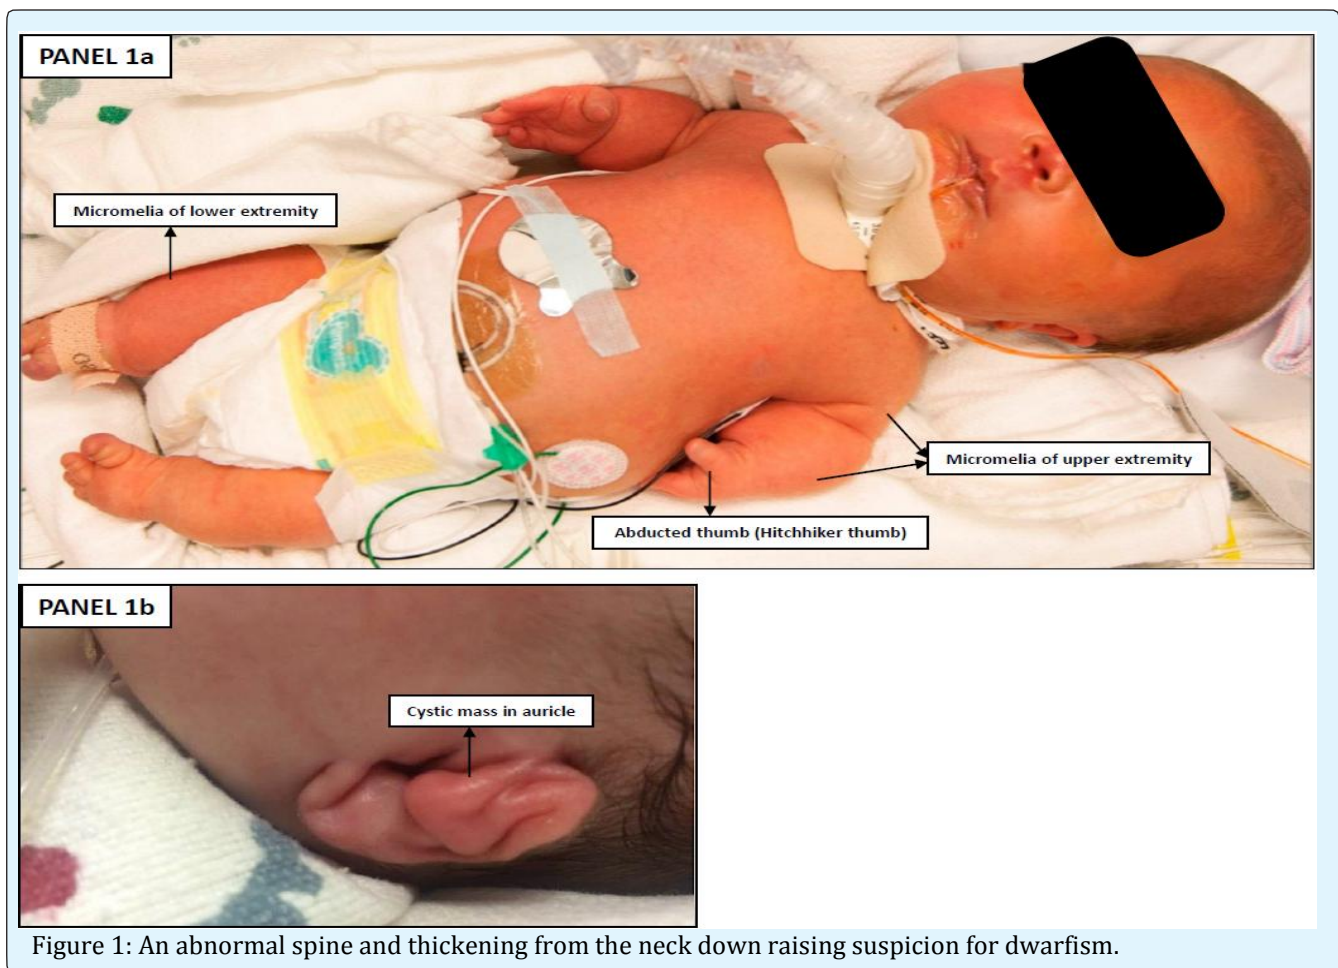 PANEL 1a
Micromelia of lower extremity
Micromelia of upper extremity
Abducted thumb (Hitchhiker thumb)
PANEL 1b
Cystic mass in auricle
Figure 1: An abnormal spine and thickening from the neck down raising suspicion for dwarfism.